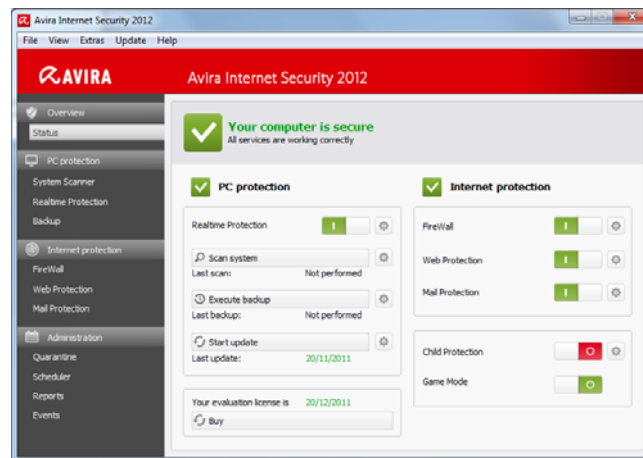 Avira Internet Security 2012
File View Extras Update Help
AVIRA
Avira Internet Security 2012
Overview
Status
PC protection
System Scanner
Realtime Protection
Backup
Internet protection
FireWall
Web Protection
Mail Protection
Administration
Quarantine
Scheduler
Reports
Events
Your computer is secure
All services are working correctly
PC protection
Realtime Protection
Scan system
Last scan: Not performed
Execute backup
Last backup: Not performed
Start update
Last update: 20/11/2011
Your evaluation license is 20/12/2011
Buy
Internet protection
FireWall
Web Protection
Mail Protection
Child Protection
Game Mode